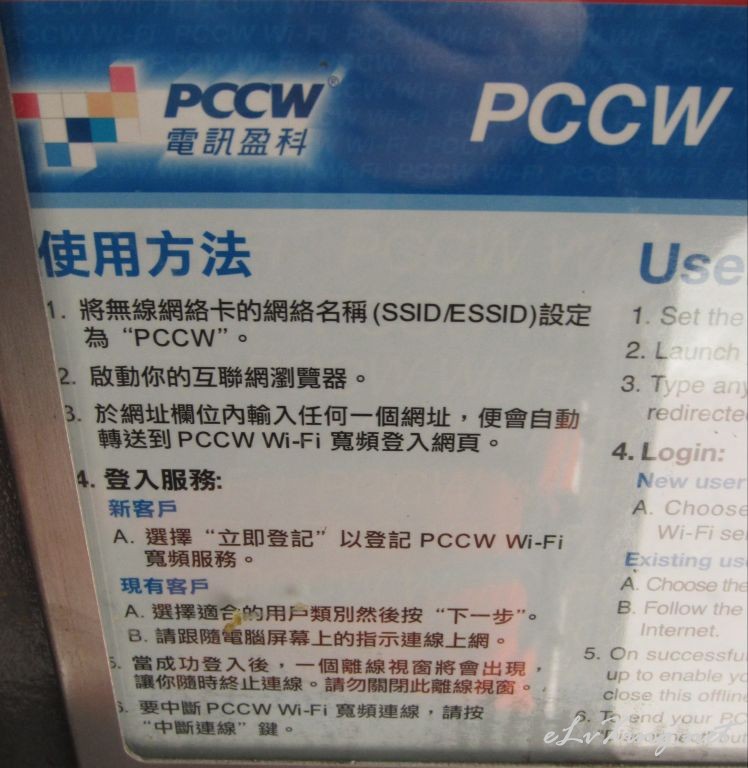 PCCW
電訊盈科
PCCW
使用方法
1. 將無線網絡卡的網絡名稱 (SSID/ESSID) 設定
為 “PCCW”。
2. 啟動你的互聯網瀏覽器。
3. 於網址欄位內輸入任何一個網址，便會自動
轉送到 PCCW Wi-Fi 寬頻登入網頁。
4. 登入服務:
新客戶
A. 選擇 “立即登記” 以登記 PCCW Wi-Fi
寬頻服務。
現有客戶
A. 選擇適合的用戶類別然後按 “下一步”。
B. 請跟隨電腦屏幕上的指示連線上網。
5. 當成功登入後，一個離線視窗將會出現，
讓你隨時終止連線。請勿關閉此離線視窗。
6. 要中斷 PCCW Wi-Fi 寬頻連線，請按
“中斷連線” 鍵。
Use
1. Set the
2. Launch
3. Type any
redirecte
4. Login:
New user
A. Choose
Wi-Fi se
Existing us
A. Choose the
B. Follow the
Internet.
5. On successfu
up to enable yo
close this offlin
6. To end your PC